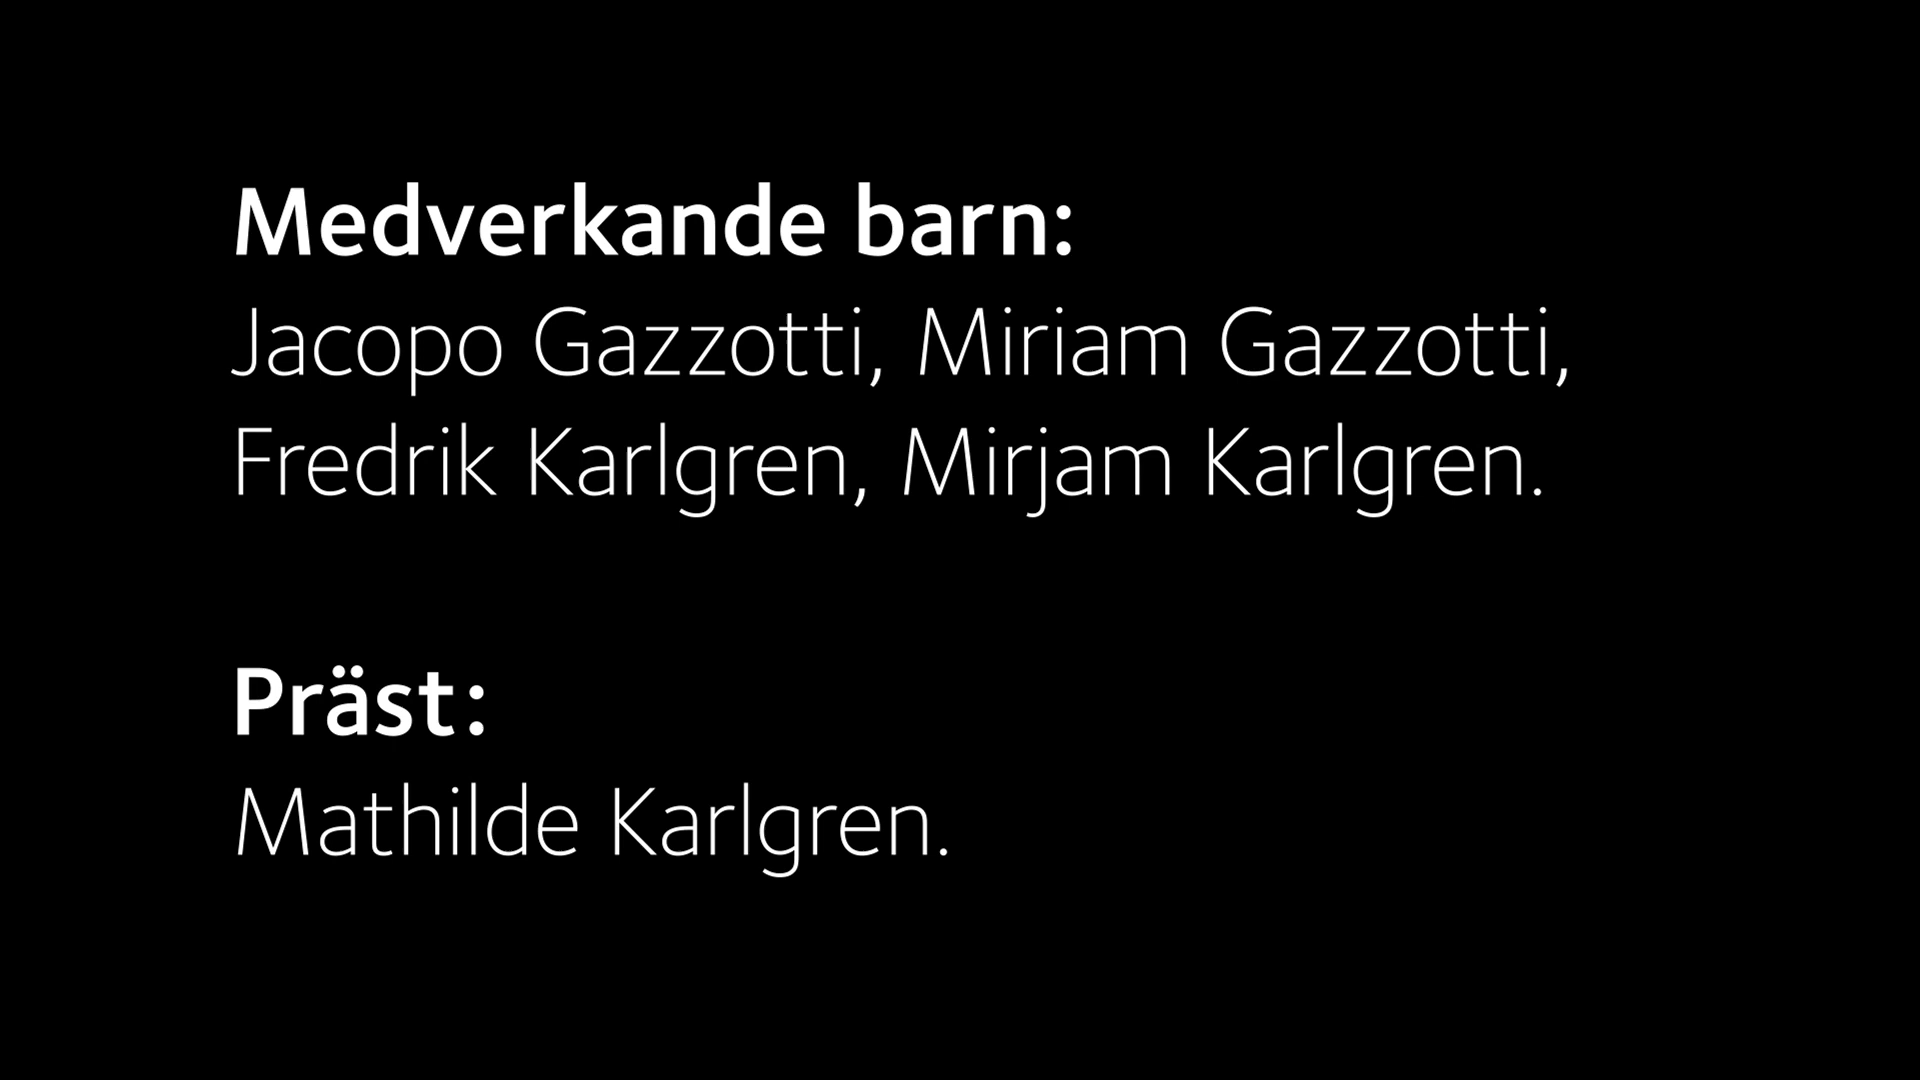 Medverkande barn:
Jacopo Gazzotti, Miriam Gazzotti,
Fredrik Karlgren, Mirjam Karlgren.
Präst:
Mathilde Karlgren.